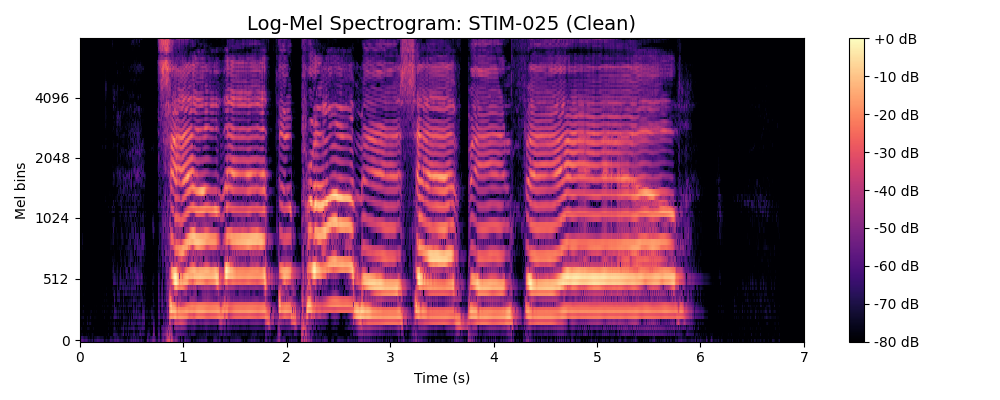 Log-Mel Spectrogram: STIM-025 (Clean)
Mel bins
4096
2048
1024
512
0
0 1 2 3 4 5 6 7
Time (s)
+0 dB
-10 dB
-20 dB
-30 dB
-40 dB
-50 dB
-60 dB
-70 dB
-80 dB